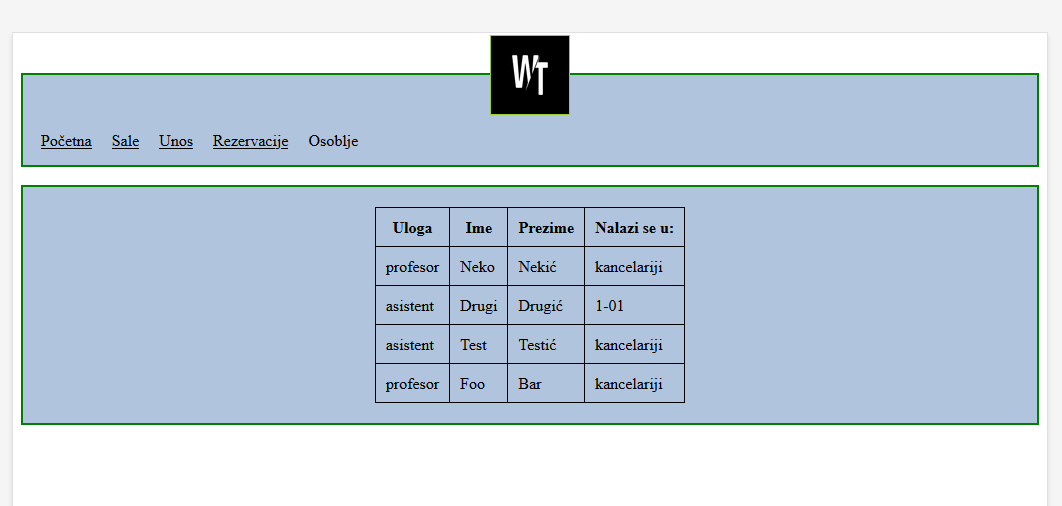 WT
Početna Sale Unos Rezervacije Osoblje
Uloga Ime Prezime Nalazi se u:
profesor Neko Nekić kancelariji
asistent Drugi Drugić 1-01
asistent Test Testić kancelariji
profesor Foo Bar kancelariji